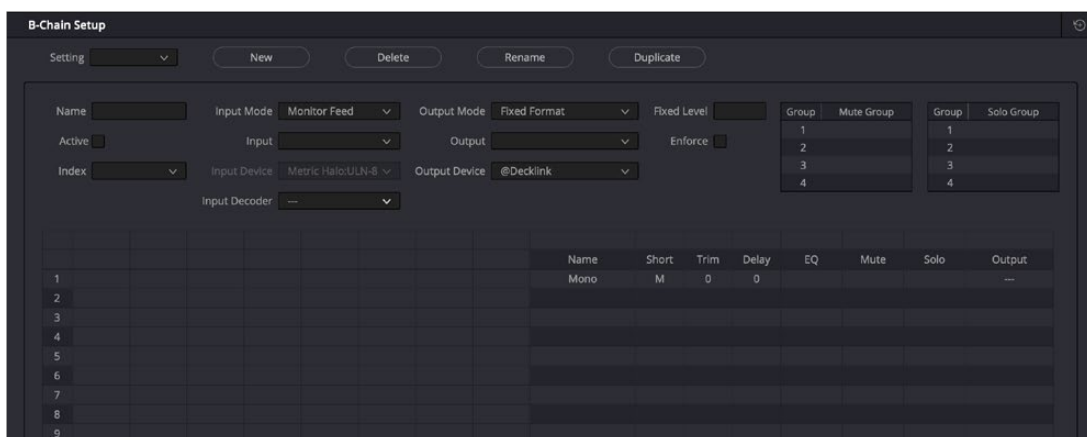 B-Chain Setup
Setting New Delete Rename Duplicate
Name Input Mode Monitor Feed Output Mode Fixed Format Fixed Level Group Mute Group Group Solo Group
Active Input Output Enforce 1 1
2 2
Index Input Device Metric Halo:ULN-8 Output Device @Decklink 3 3
4 4
Input Decoder ---
Name Short Trim Delay EQ Mute Solo Output
1 Mono M 0 0 ---
2
3
4
5
6
7
8
9